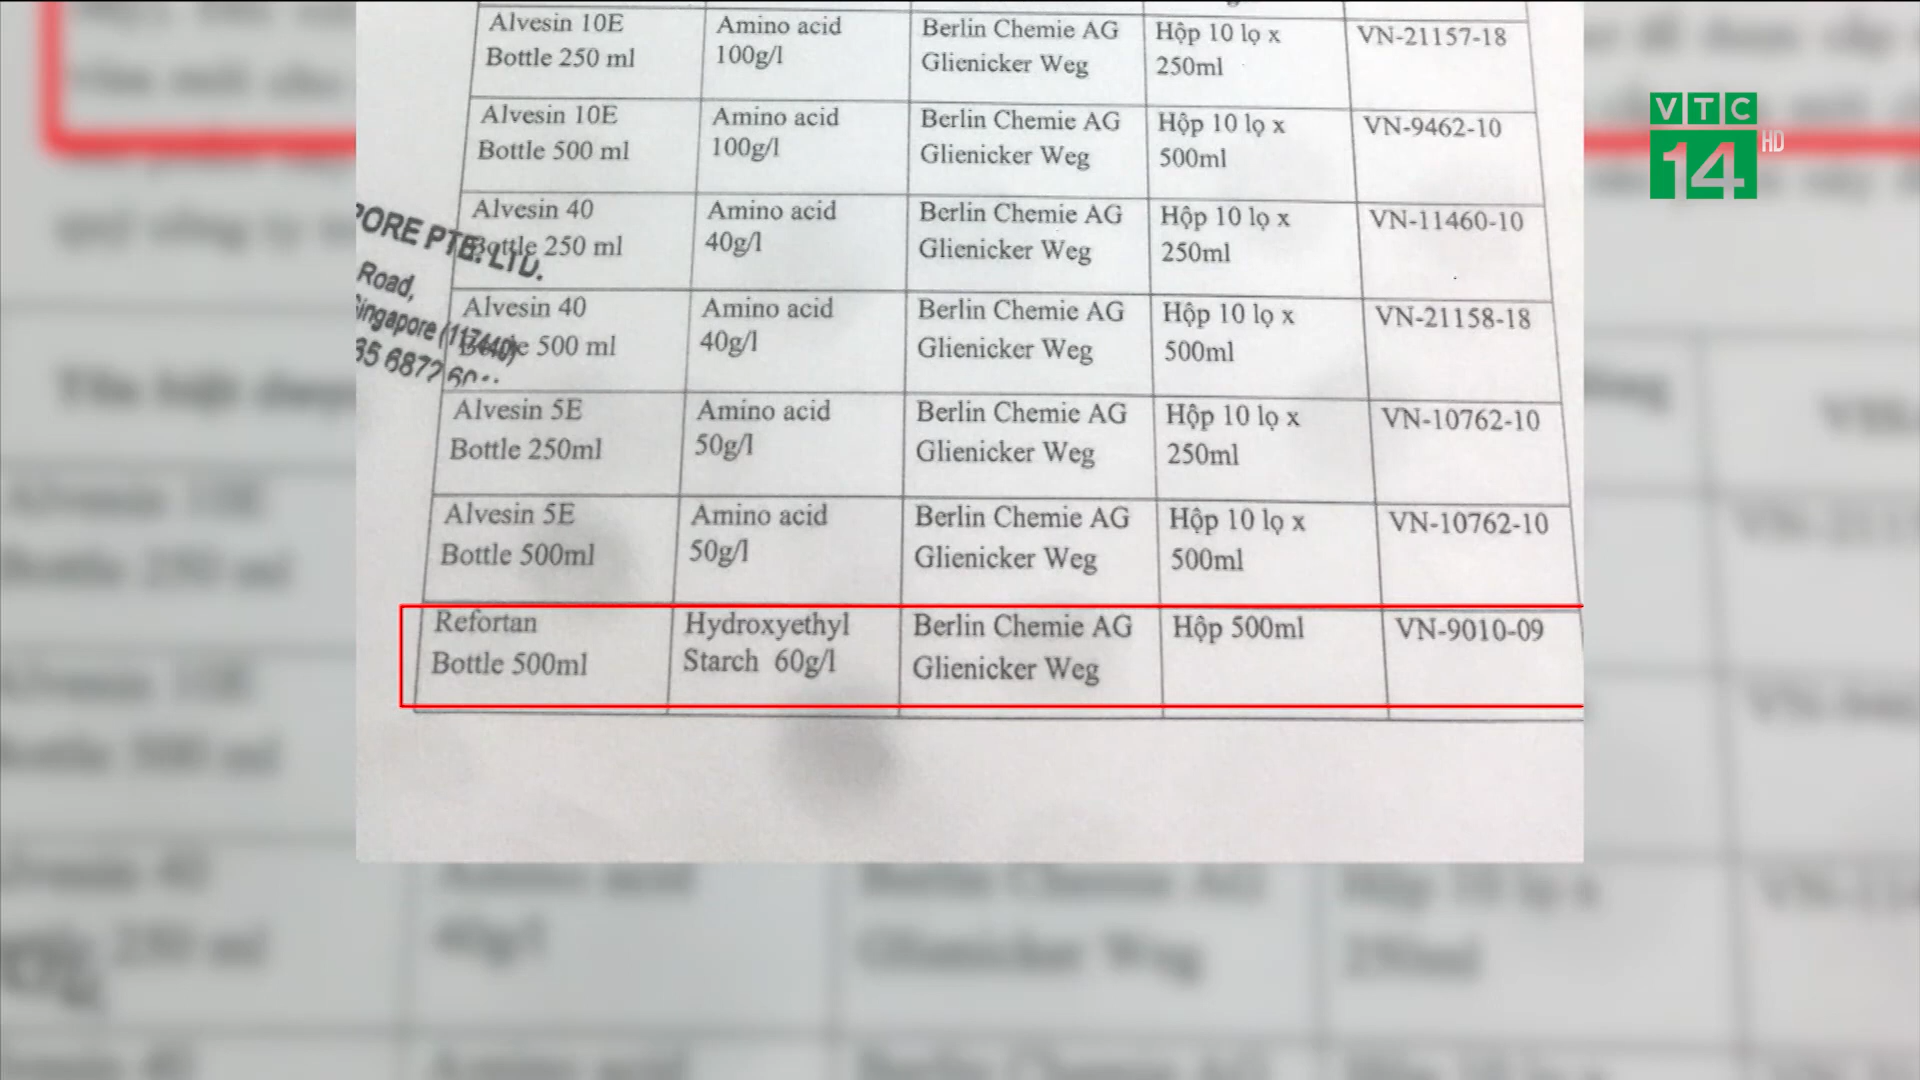 Alvesin 10E
Bottle 250 ml
Amino acid
100g/l
Berlin Chemie AG
Glienicker Weg
Hộp 10 lọ x
250ml
VN-21157-18
Alvesin 10E
Bottle 500 ml
Amino acid
100g/l
Berlin Chemie AG
Glienicker Weg
Hộp 10 lọ x
500ml
VN-9462-10
Alvesin 40
Bottle 250 ml
Amino acid
40g/l
Berlin Chemie AG
Glienicker Weg
Hộp 10 lọ x
250ml
VN-11460-10
Alvesin 40
Bottle 500 ml
Amino acid
40g/l
Berlin Chemie AG
Glienicker Weg
Hộp 10 lọ x
500ml
VN-21158-18
Alvesin 5E
Bottle 250ml
Amino acid
50g/l
Berlin Chemie AG
Glienicker Weg
Hộp 10 lọ x
250ml
VN-10762-10
Alvesin 5E
Bottle 500ml
Amino acid
50g/l
Berlin Chemie AG
Glienicker Weg
Hộp 10 lọ x
500ml
VN-10762-10
Refortan
Bottle 500ml
Hydroxyethyl
Starch 60g/l
Berlin Chemie AG
Glienicker Weg
Hộp 500ml
VN-9010-09
PORE PTE. LTD.
Road,
Singapore (117440)
65 6872
VTC
14 HD